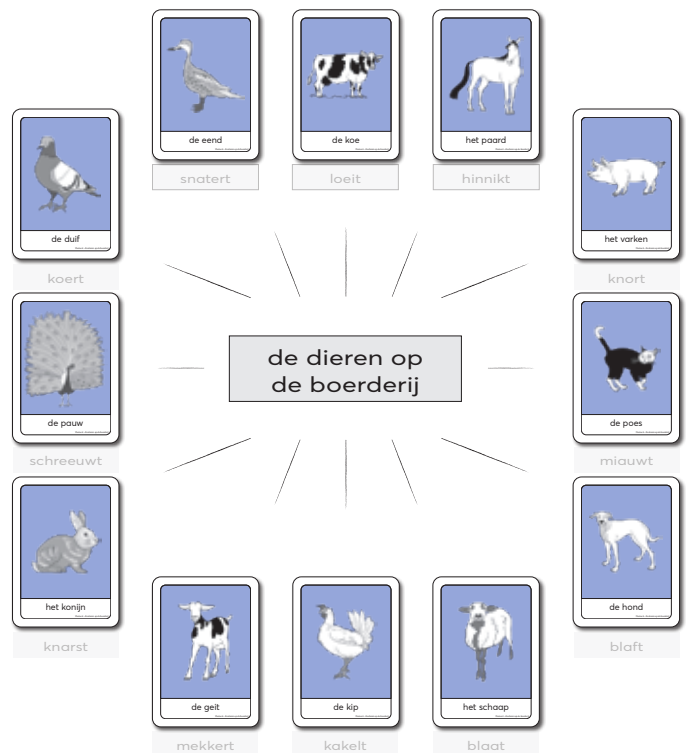 de eend
snatert
de koe
loeit
het paard
hinnikt
de duif
koert
het varken
knort
de pauw
schreeuwt
de dieren op
de boerderij
de poes
miauwt
het konijn
knarst
de hond
blaft
de geit
mekkert
de kip
kakelt
het schaap
blaat